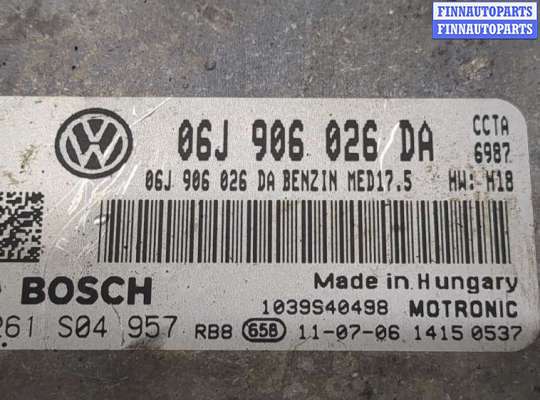 FINNAUTOPARTS
FINNAUTOPARTS
06J 906 026 DA
CCTA
6987
06J 906 026 DA BENZIN MED17.5
HW: H18
BOSCH
Made in Hungary
1039S40498 MOTRONIC
261 S04 957 RB8 658 11-07-06 1415 0537